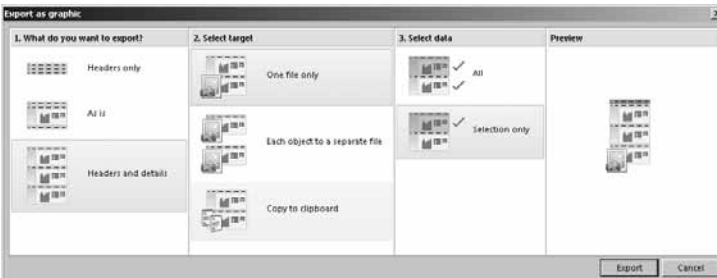 Export as graphic
1. What do you want to export?
2. Select target
3. Select data
Preview
Headers only
As is
Headers and details
One file only
Each object to a separate file
Copy to clipboard
All
Selection only
Export
Cancel